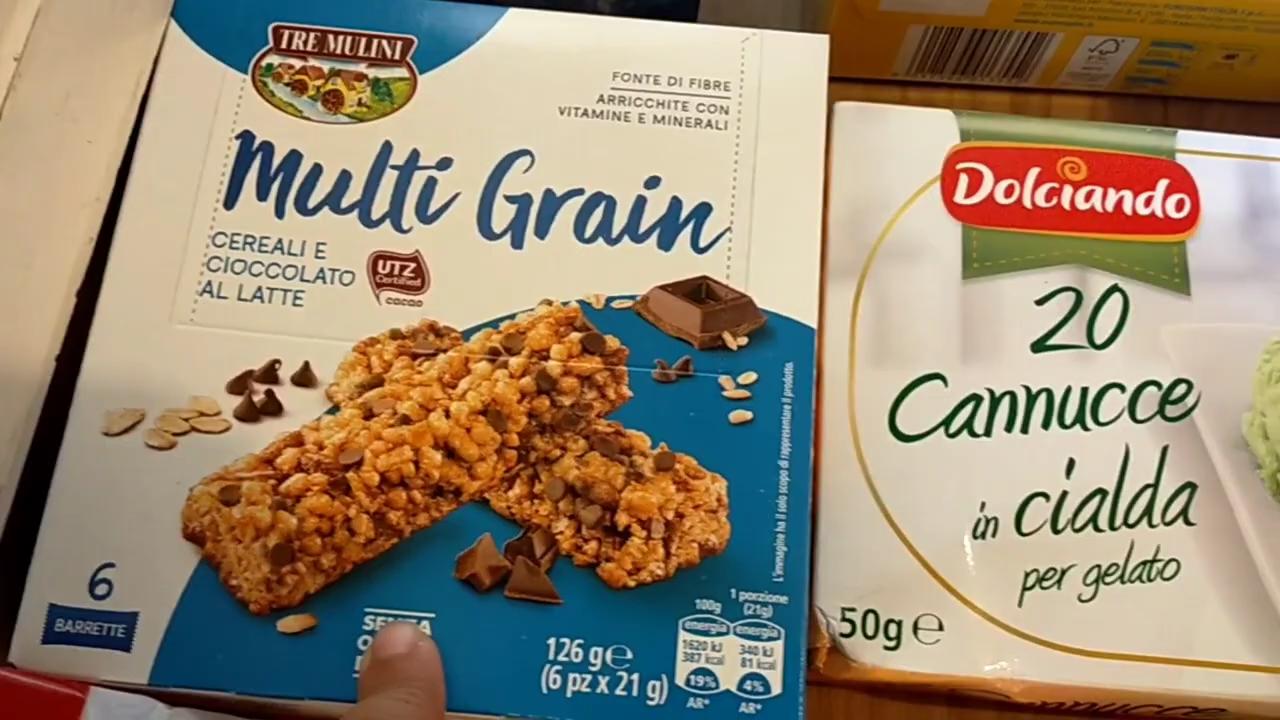 TRE MULINI
FONTE DI FIBRE
ARRICCHITE CON
VITAMINE E MINERALI
Multi Grain
CEREALI E
CIOCCOLATO
AL LATTE
UTZ
Certified
cacao
L'immagine ha il solo scopo di rappresentare il prodotto.
6
BARRETTE
SENZA
126 g℮
(6 pz x 21 g)
100g
energia
1620 kJ
387 kcal
19%
AR*
1 porzione
(21g)
energia
340 kJ
81 kcal
4%
AR*
Dolciando
20
Cannucce
in cialda
per gelato
50g℮
FSC